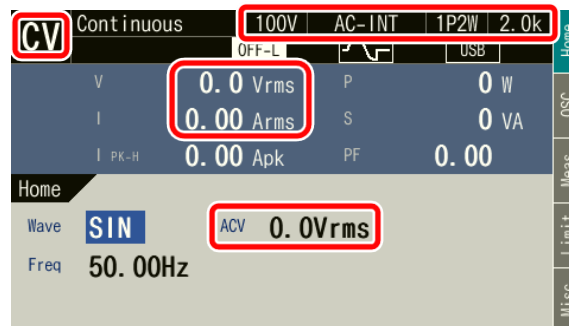 CV Continuous 100V AC-INT 1P2W 2.0k
OFF-L USB
V 0.0 Vrms P 0 W
I 0.00 Arms S 0 VA
I PK-H 0.00 Apk PF 0.00
Home
Wave SIN ACV 0.0Vrms
Freq 50.00Hz
Home
OSC
Meas
Limit
Misc